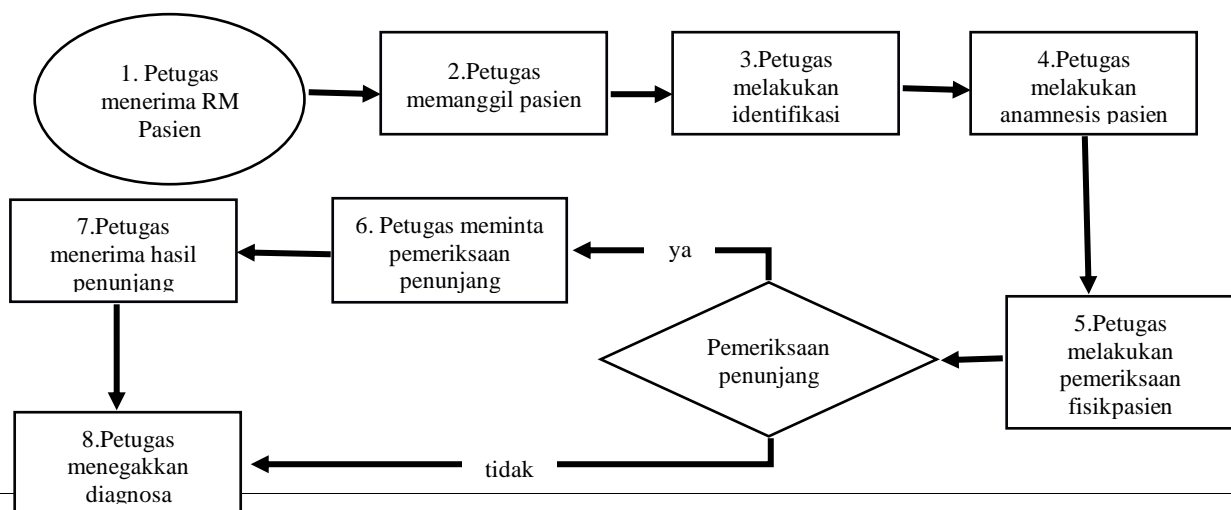 1. Petugas
menerima RM
Pasien
2.Petugas
memanggil pasien
3.Petugas
melakukan
identifikasi
4.Petugas
melakukan
anamnesis pasien
5.Petugas
melakukan
pemeriksaan
fisikpasien
Pemeriksaan
penunjang
ya
6. Petugas meminta
pemeriksaan
penunjang
7.Petugas
menerima hasil
penunjang
tidak
8.Petugas
menegakkan
diagnosa